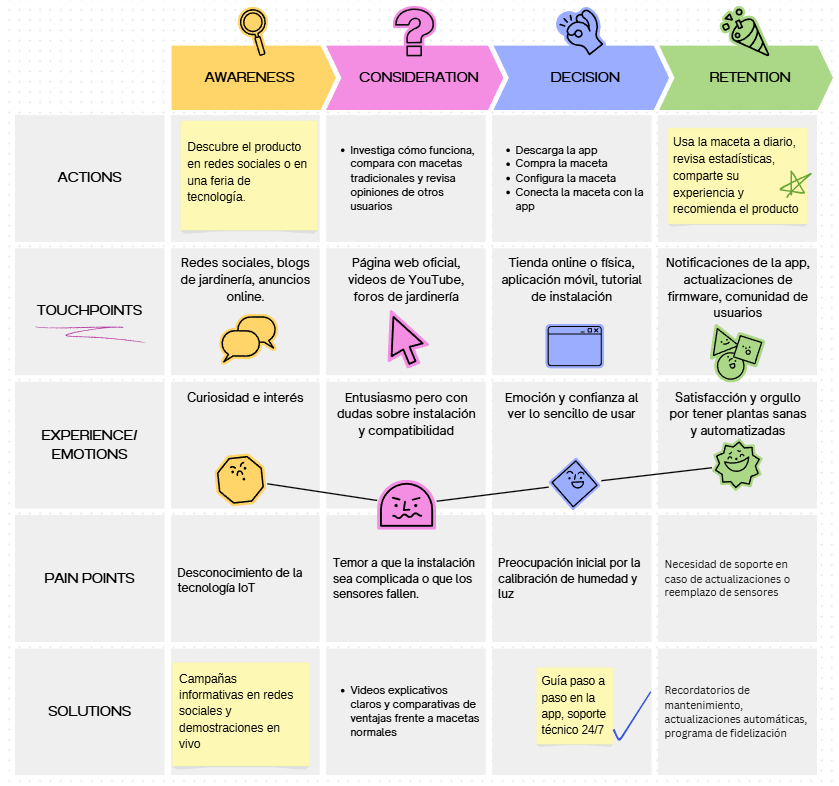 AWARENESS
CONSIDERATION
DECISION
RETENTION
ACTIONS
Descubre el producto
en redes sociales o en
una feria de
tecnología.
• Investiga cómo funciona,
compara con macetas
tradicionales y revisa
opiniones de otros
usuarios
• Descarga la app
• Compra la maceta
• Configura la maceta
• Conecta la maceta con la
app
Usa la maceta a diario,
revisa estadísticas,
comparte su
experiencia y
recomienda el producto
TOUCHPOINTS
Redes sociales, blogs
de jardinería, anuncios
online.
Página web oficial,
videos de YouTube,
foros de jardinería
Tienda online o física,
aplicación móvil, tutorial
de instalación
Notificaciones de la app,
actualizaciones de
firmware, comunidad de
usuarios
EXPERIENCE/
EMOTIONS
Curiosidad e interés
Entusiasmo pero con
dudas sobre instalación
y compatibilidad
Emoción y confianza al
ver lo sencillo de usar
Satisfacción y orgullo
por tener plantas sanas
y automatizadas
PAIN POINTS
Desconocimiento de la
tecnología IoT
Temor a que la instalación
sea complicada o que los
sensores fallen.
Preocupación inicial por la
calibración de humedad y
luz
Necesidad de soporte en
caso de actualizaciones o
reemplazo de sensores
SOLUTIONS
Campañas
informativas en redes
sociales y
demostraciones en
vivo
• Videos explicativos
claros y comparativas de
ventajas frente a macetas
normales
Guía paso a
paso en la
app, soporte
técnico 24/7
Recordatorios de
mantenimiento,
actualizaciones automáticas,
programa de fidelización